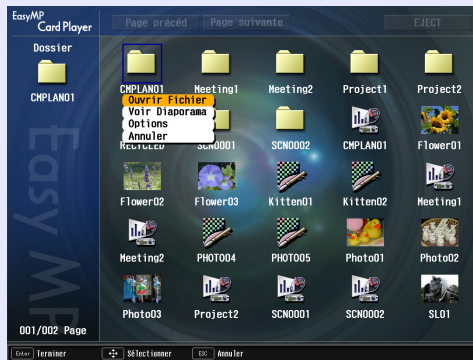 EasyMP
Card Player
Page précéd
Page suivante
EJECT
Dossier
CMPLAN01
CMPLAN01
Meeting1
Meeting2
Project1
Project2
Ouvrir Fichier
Voir Diaporama
Options
Annuler
RECYCLED
SCN0001
SCN0002
CMPLAN01
Flower01
Flower02
Flower03
Kitten01
Kitten02
Meeting1
Meeting2
PHOTO04
PHOTO05
Photo01
Photo02
Photo03
Project2
SCN0001
SCN0002
SL01
Easy MP
001/002 Page
Enter Terminer
Sélectionner
ESC Annuler